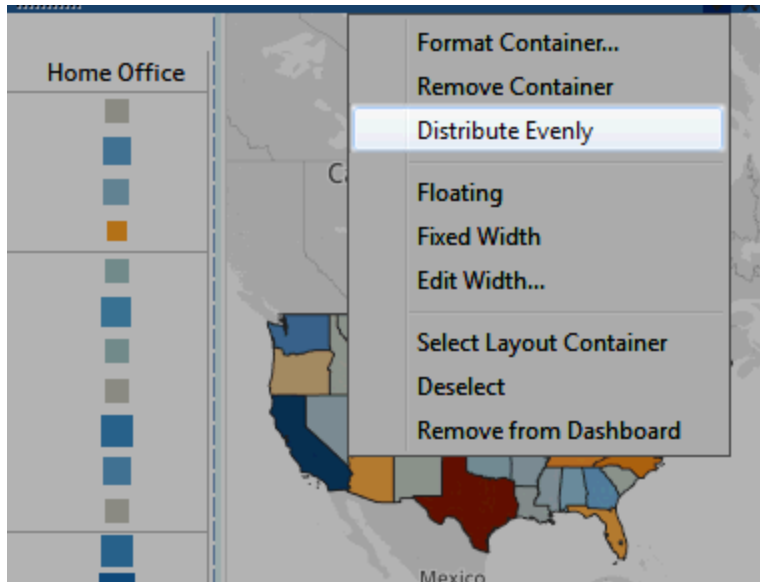 Home Office
Format Container...
Remove Container
Distribute Evenly
Floating
Fixed Width
Edit Width...
Select Layout Container
Deselect
Remove from Dashboard
Mexico